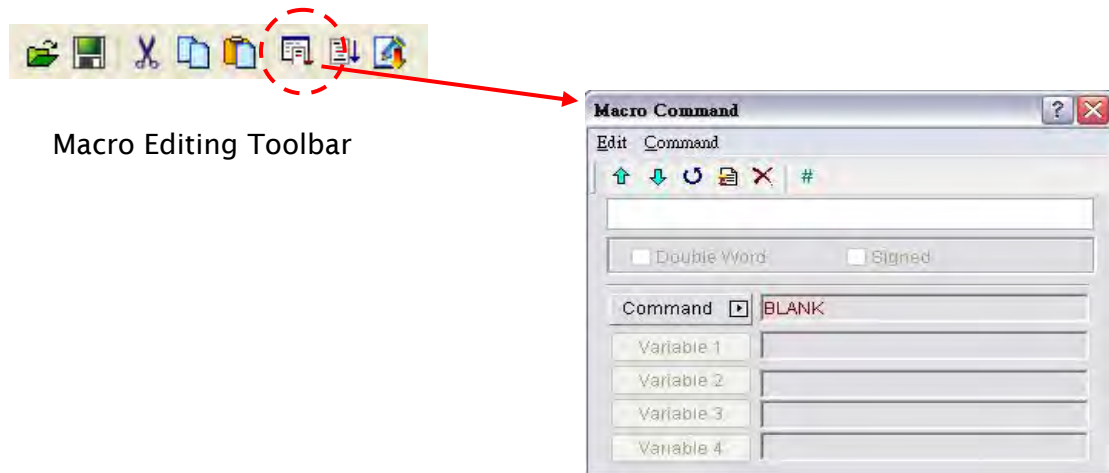 Macro Editing Toolbar
Macro Command
Edit Command
#
Double Word Signed
Command BLANK
Variable 1
Variable 2
Variable 3
Variable 4